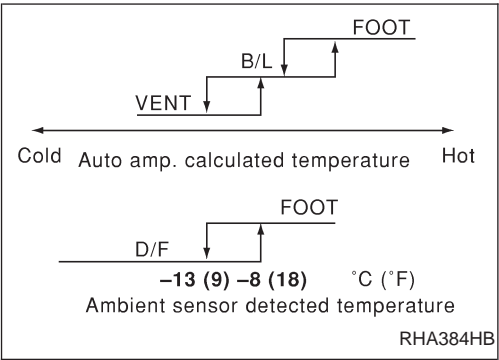 FOOT
B/L
VENT
Cold Auto amp. calculated temperature Hot
FOOT
D/F
–13 (9) –8 (18) ˚C (˚F)
Ambient sensor detected temperature
RHA384HB